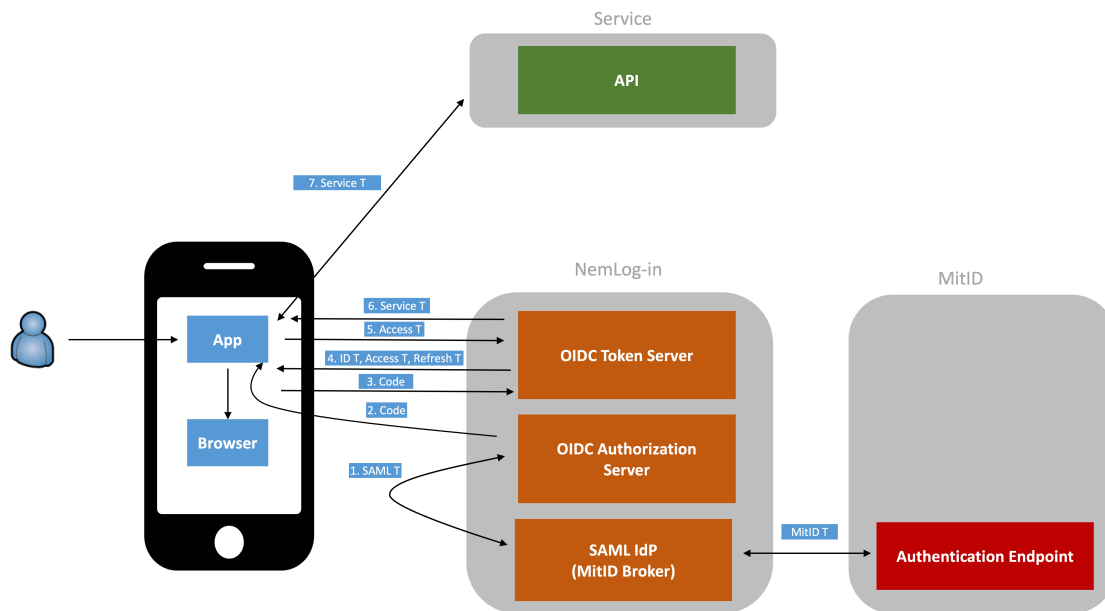 Service
API
7. Service T
NemLog-in
MitID
6. Service T
App
5. Access T
OIDC Token Server
4. ID T, Access T, Refresh T
3. Code
2. Code
Browser
OIDC Authorization
Server
1. SAML T
MitID T
SAML IdP
(MitID Broker)
Authentication Endpoint